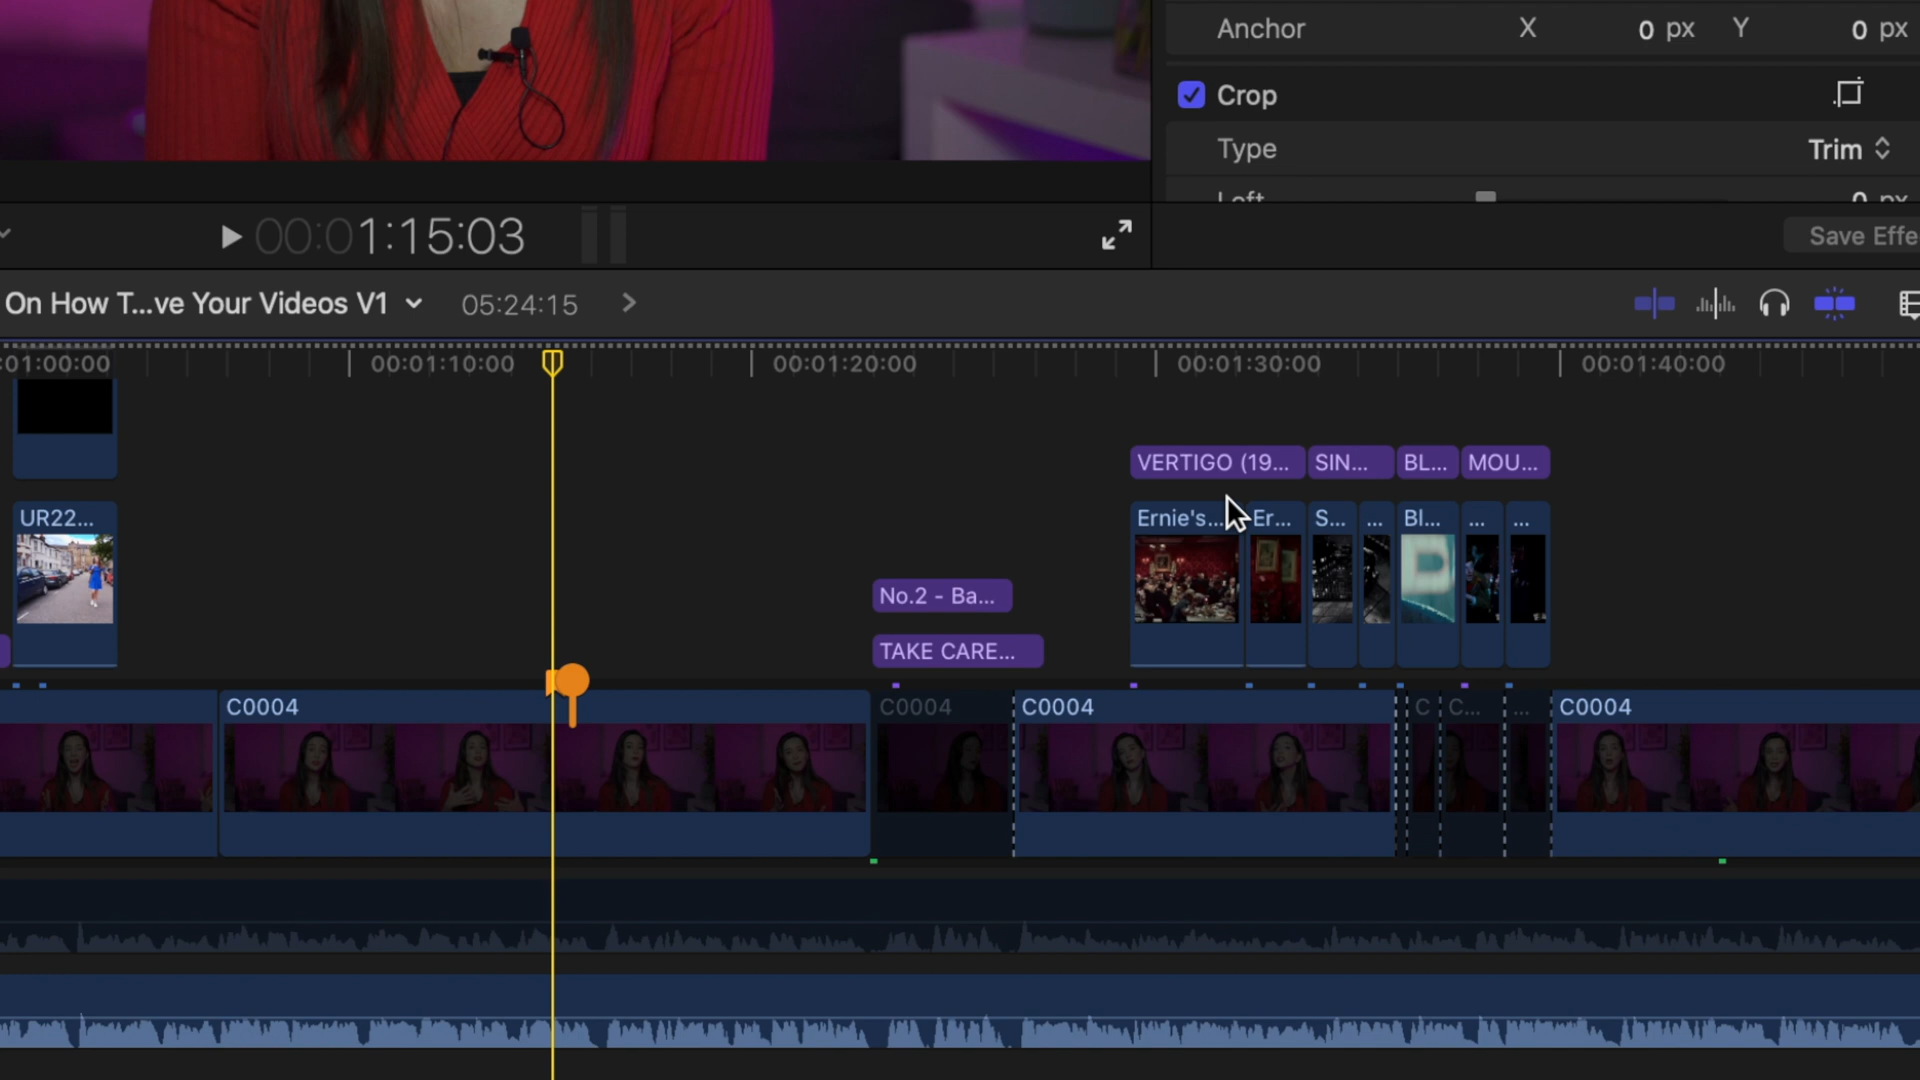 Anchor X 0 px Y 0 px
Crop
Type Trim
Left 0 px
00:01:15:03
Save Effe
On How T...ve Your Videos V1 05:24:15
:01:00:00 00:01:10:00 00:01:20:00 00:01:30:00 00:01:40:00
VERTIGO (19... SIN... BL... MOU...
UR22... Ernie's... Er... S... ... Bl... ... ...
No.2 - Ba...
TAKE CARE...
C0004 C0004 C0004 C C... ... C0004